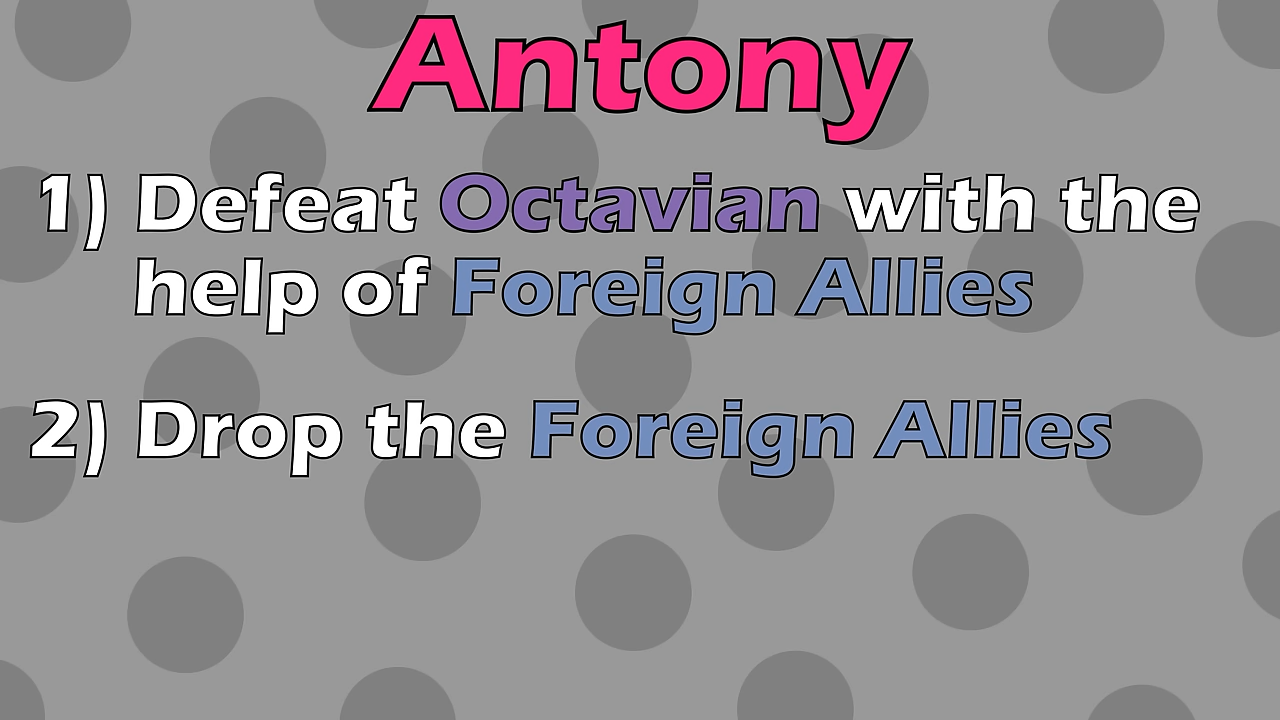 Antony
1) Defeat Octavian with the
help of Foreign Allies
2) Drop the Foreign Allies